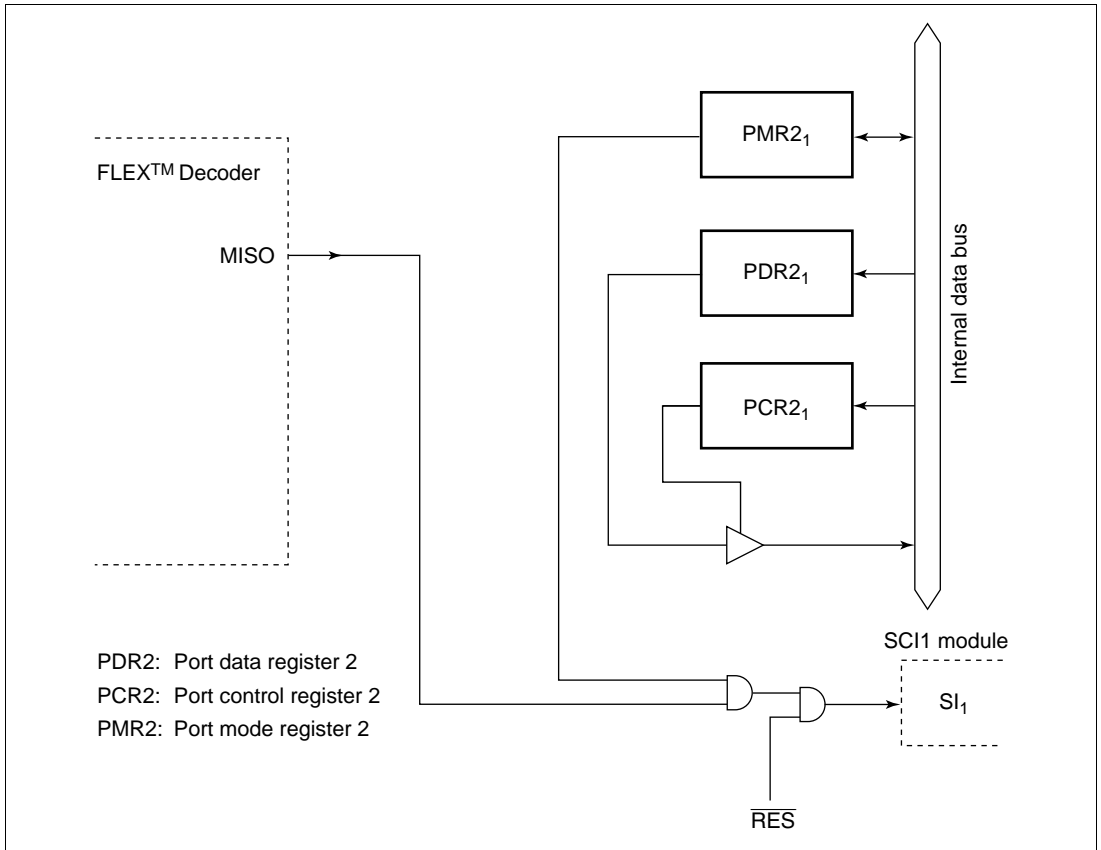 FLEX™ Decoder
MISO
PMR2₁
PDR2₁
PCR2₁
Internal data bus
SCI1 module
SI₁
R̅E̅S̅
PDR2: Port data register 2
PCR2: Port control register 2
PMR2: Port mode register 2